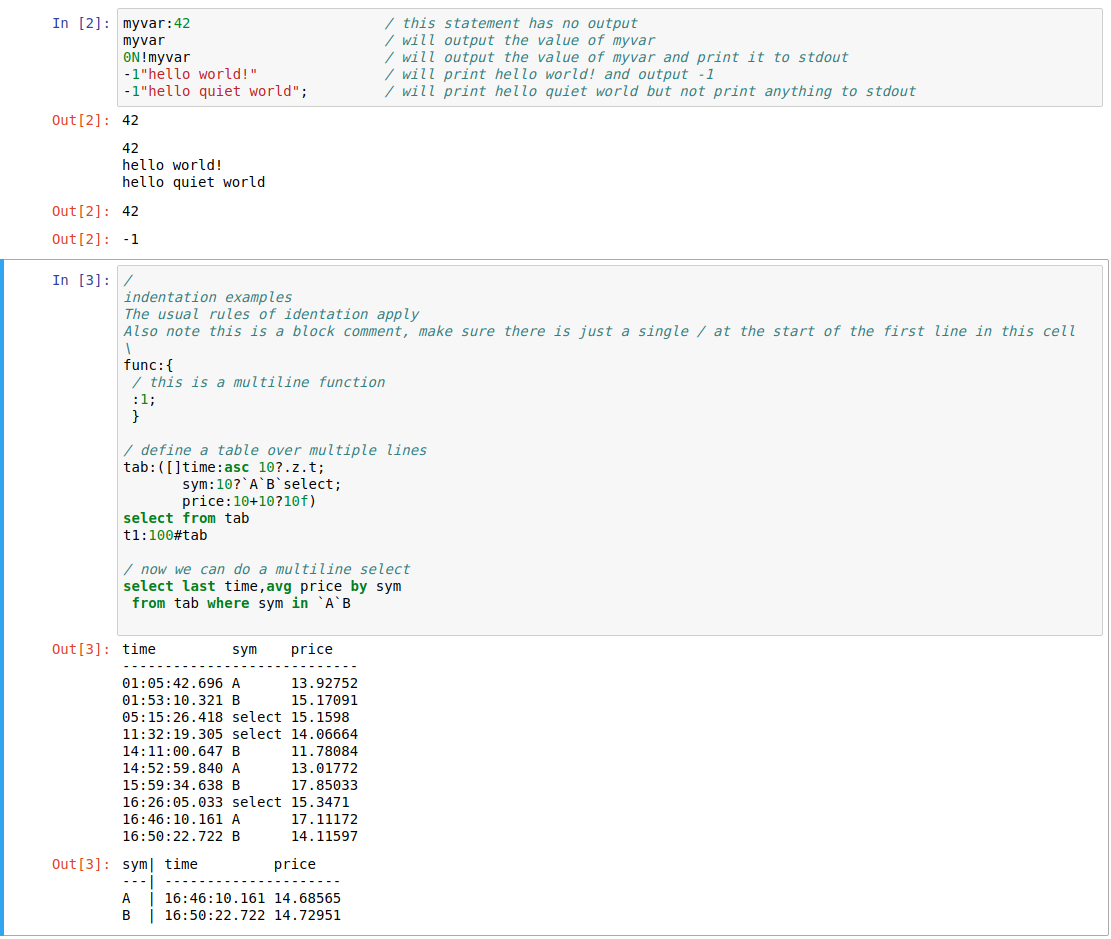 In [2]: myvar:42                       / this statement has no output
myvar                          / will output the value of myvar
0N!myvar                       / will output the value of myvar and print it to stdout
-1"hello world!"               / will print hello world! and output -1
-1"hello quiet world";         / will print hello quiet world but not print anything to stdout
Out[2]: 42
42
hello world!
hello quiet world
Out[2]: 42
Out[2]: -1
In [3]: /
indentation examples
The usual rules of identation apply
Also note this is a block comment, make sure there is just a single / at the start of the first line in this cell
\
func:{
 / this is a multiline function
 :1;
 }
/ define a table over multiple lines
tab:([]time:asc 10?.z.t;
       sym:10?`A`B`select;
       price:10+10?10f)
select from tab
t1:100#tab
/ now we can do a multiline select
select last time,avg price by sym
 from tab where sym in `A`B
Out[3]: time         sym    price
----------------------------
01:05:42.696 A      13.92752
01:53:10.321 B      15.17091
05:15:26.418 select 15.1598
11:32:19.305 select 14.06664
14:11:00.647 B      11.78084
14:52:59.840 A      13.01772
15:59:34.638 B      17.85033
16:26:05.033 select 15.3471
16:46:10.161 A      17.11172
16:50:22.722 B      14.11597
Out[3]: sym| time         price
---| ---------------------
A  | 16:46:10.161 14.68565
B  | 16:50:22.722 14.72951